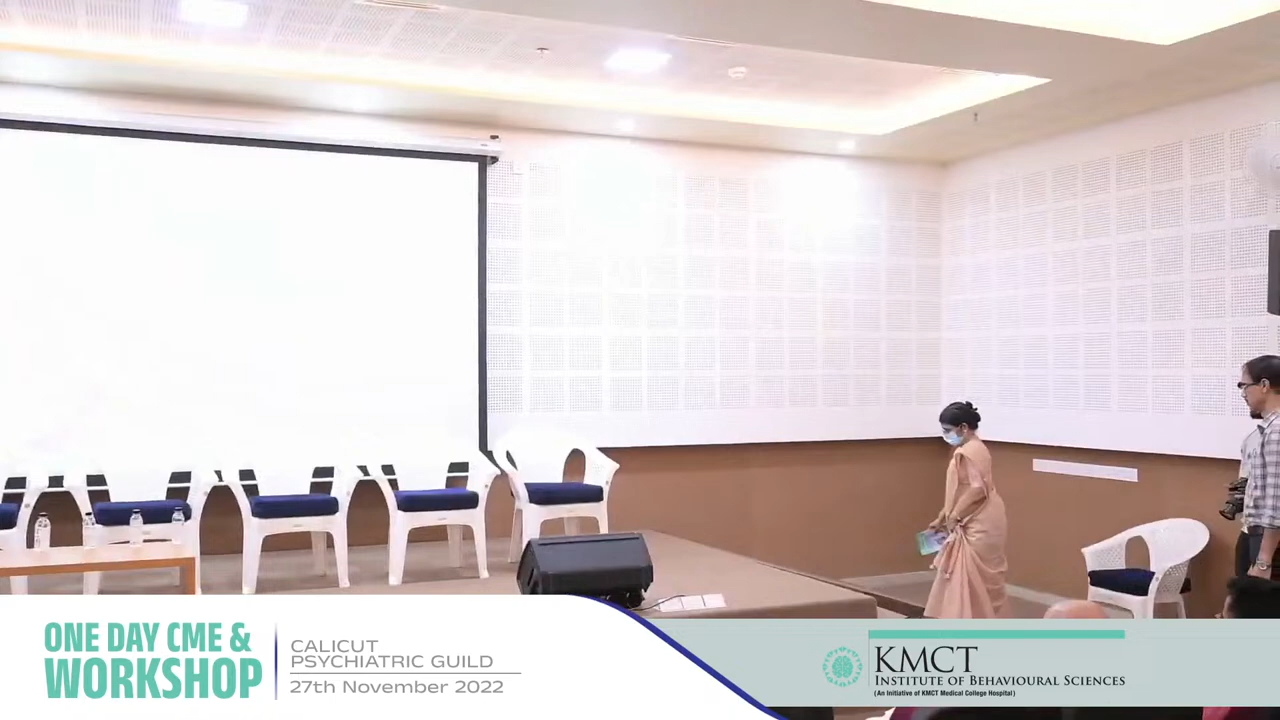 ONE DAY CME &
WORKSHOP
CALICUT
PSYCHIATRIC GUILD
27th November 2022
KMCT
INSTITUTE OF BEHAVIOURAL SCIENCES
(An Initiative of KMCT Medical College Hospital)